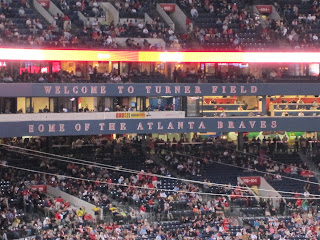 WELCOME TO TURNER FIELD
HOME OF THE ATLANTA BRAVES